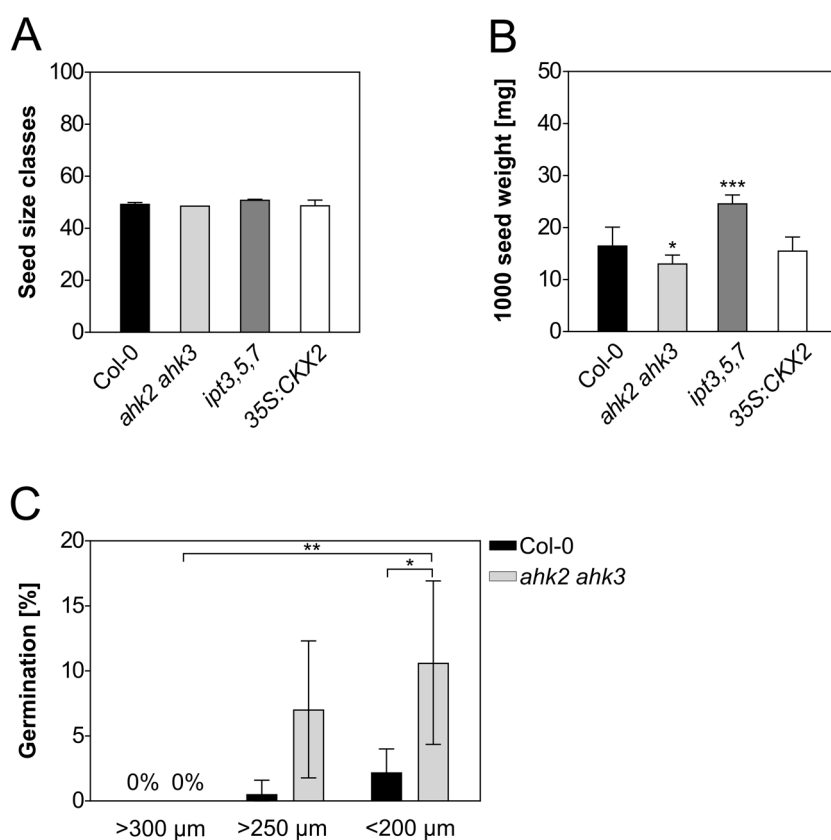 A
Seed size classes
100
80
60
40
20
0
Col-0
ahk2 ahk3
ipt3,5,7
35S:CKX2
B
1000 seed weight [mg]
50
40
30
20
10
0
*
***
Col-0
ahk2 ahk3
ipt3,5,7
35S:CKX2
C
Germination [%]
20
15
10
5
0
**
*
0% 0%
>300 µm >250 µm <200 µm
Col-0
ahk2 ahk3